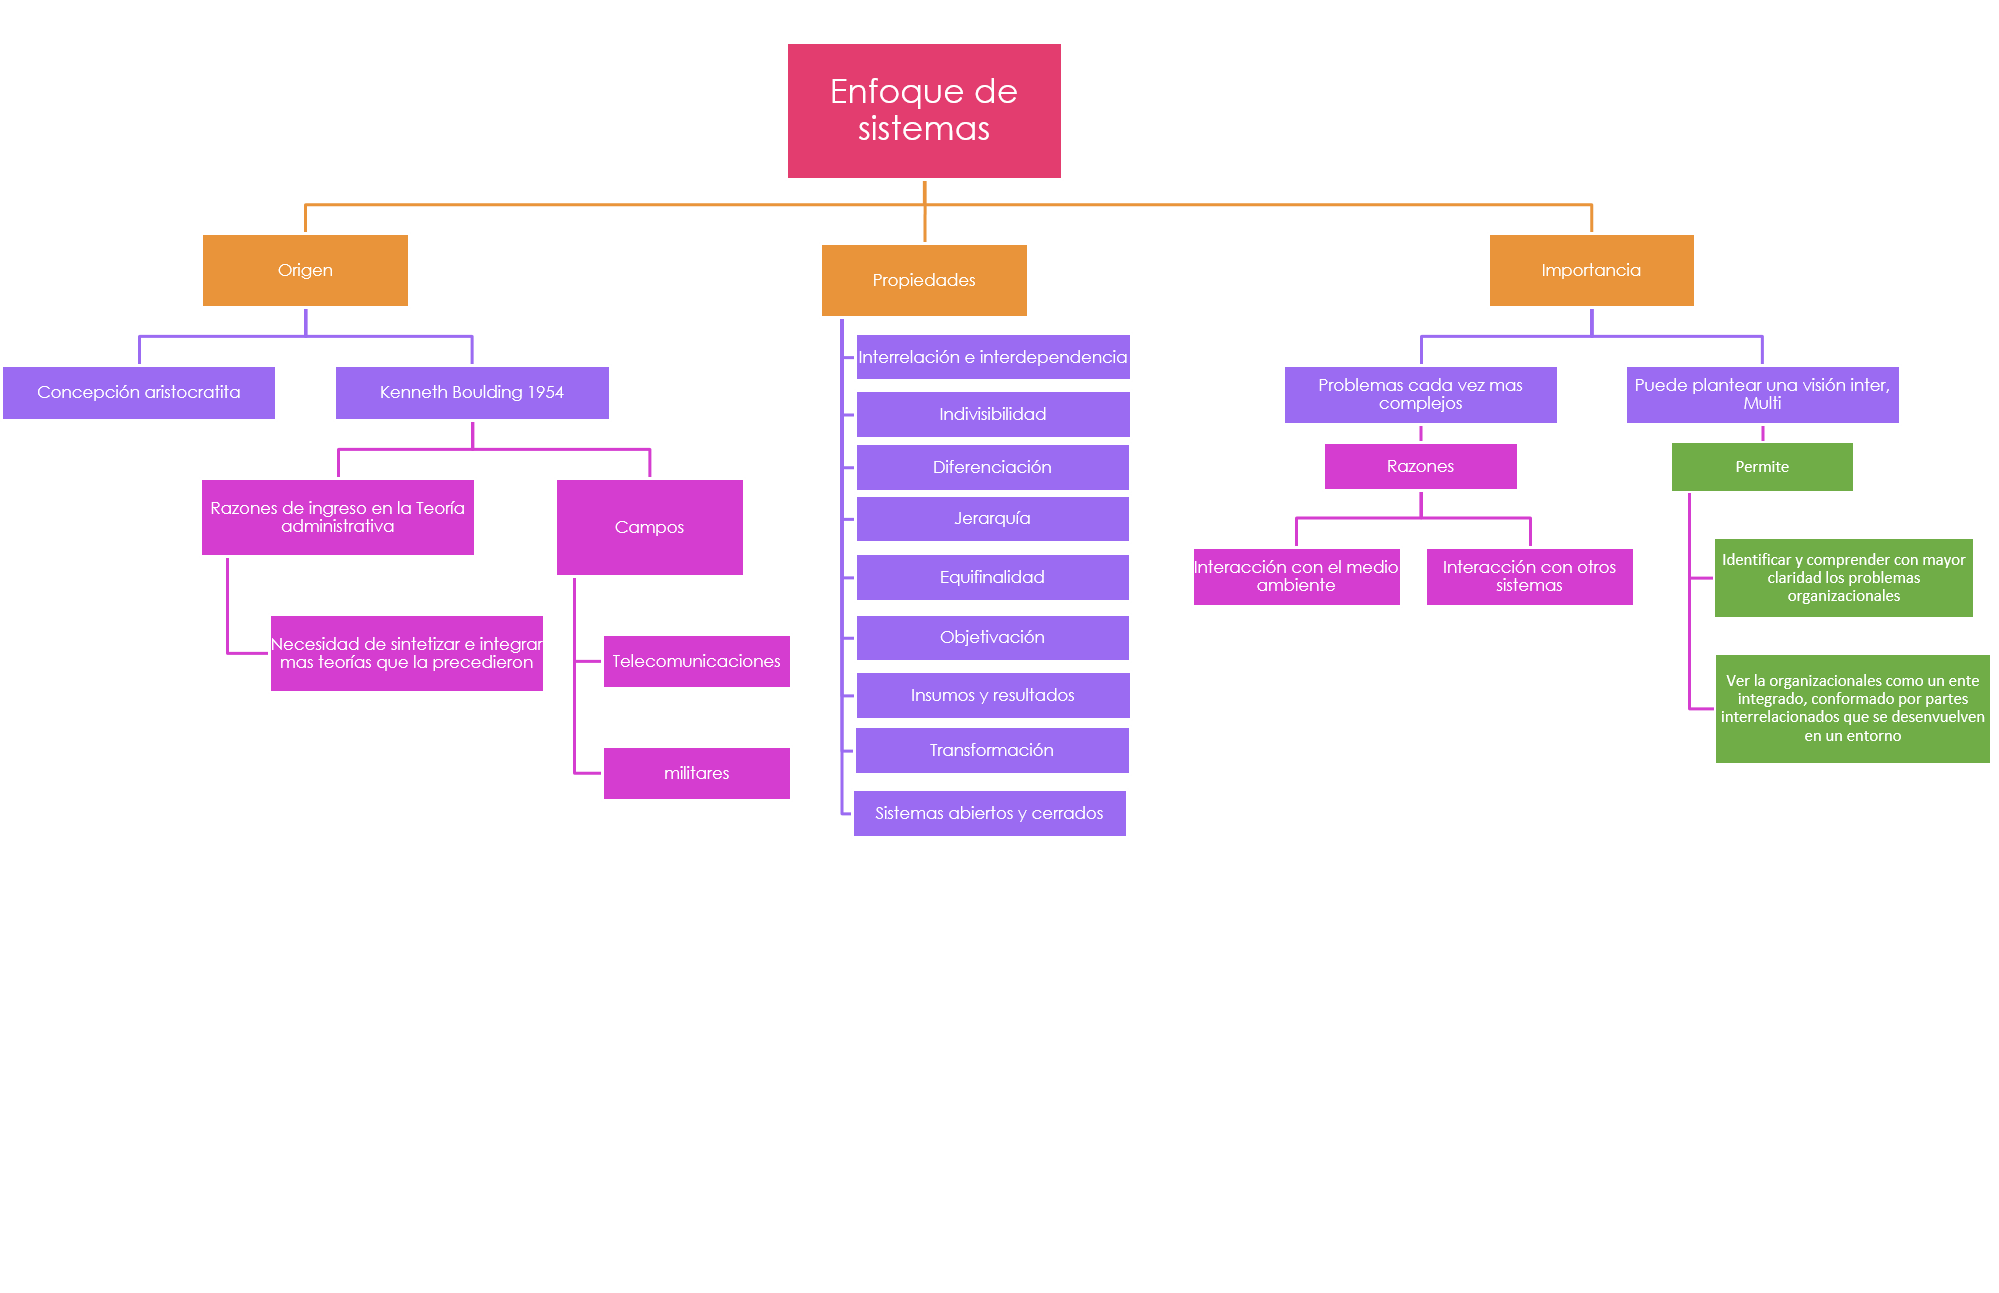 Enfoque de
sistemas
Origen
Propiedades
Importancia
Concepción aristocratita
Kenneth Boulding 1954
Razones de ingreso en la Teoría
administrativa
Necesidad de sintetizar e integrar
mas teorías que la precedieron
Campos
Telecomunicaciones
militares
Interrelación e interdependencia
Indivisibilidad
Diferenciación
Jerarquía
Equifinalidad
Objetivación
Insumos y resultados
Transformación
Sistemas abiertos y cerrados
Problemas cada vez mas
complejos
Razones
Interacción con el medio
ambiente
Interacción con otros
sistemas
Puede plantear una visión inter,
Multi
Permite
Identificar y comprender con mayor
claridad los problemas
organizacionales
Ver la organizacionales como un ente
integrado, conformado por partes
interrelacionados que se desenvuelven
en un entorno